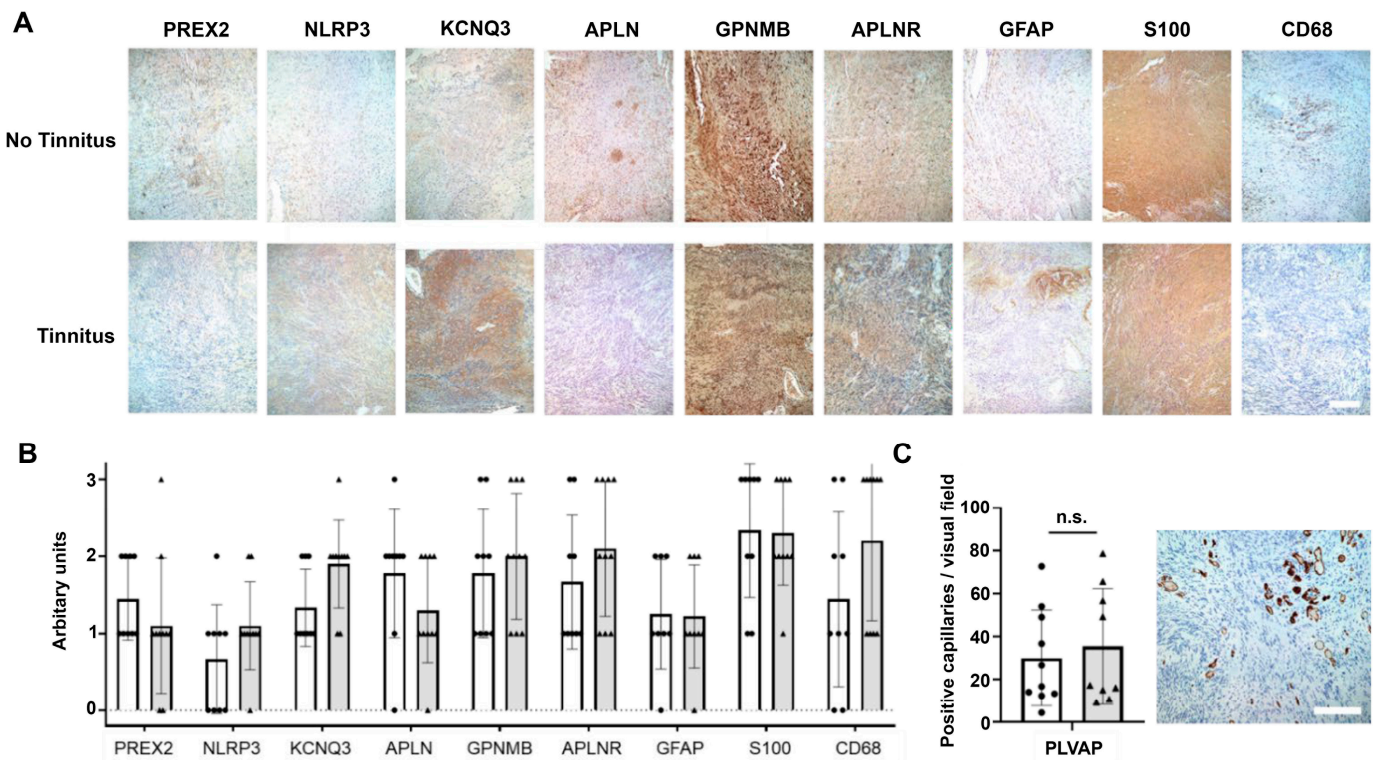 A
PREX2 NLRP3 KCNQ3 APLN GPNMB APLNR GFAP S100 CD68
No Tinnitus
Tinnitus
B
Arbitary units
3
2
1
0
PREX2 NLRP3 KCNQ3 APLN GPNMB APLNR GFAP S100 CD68
C
Positive capillaries / visual field
100
80
60
40
20
0
n.s.
PLVAP